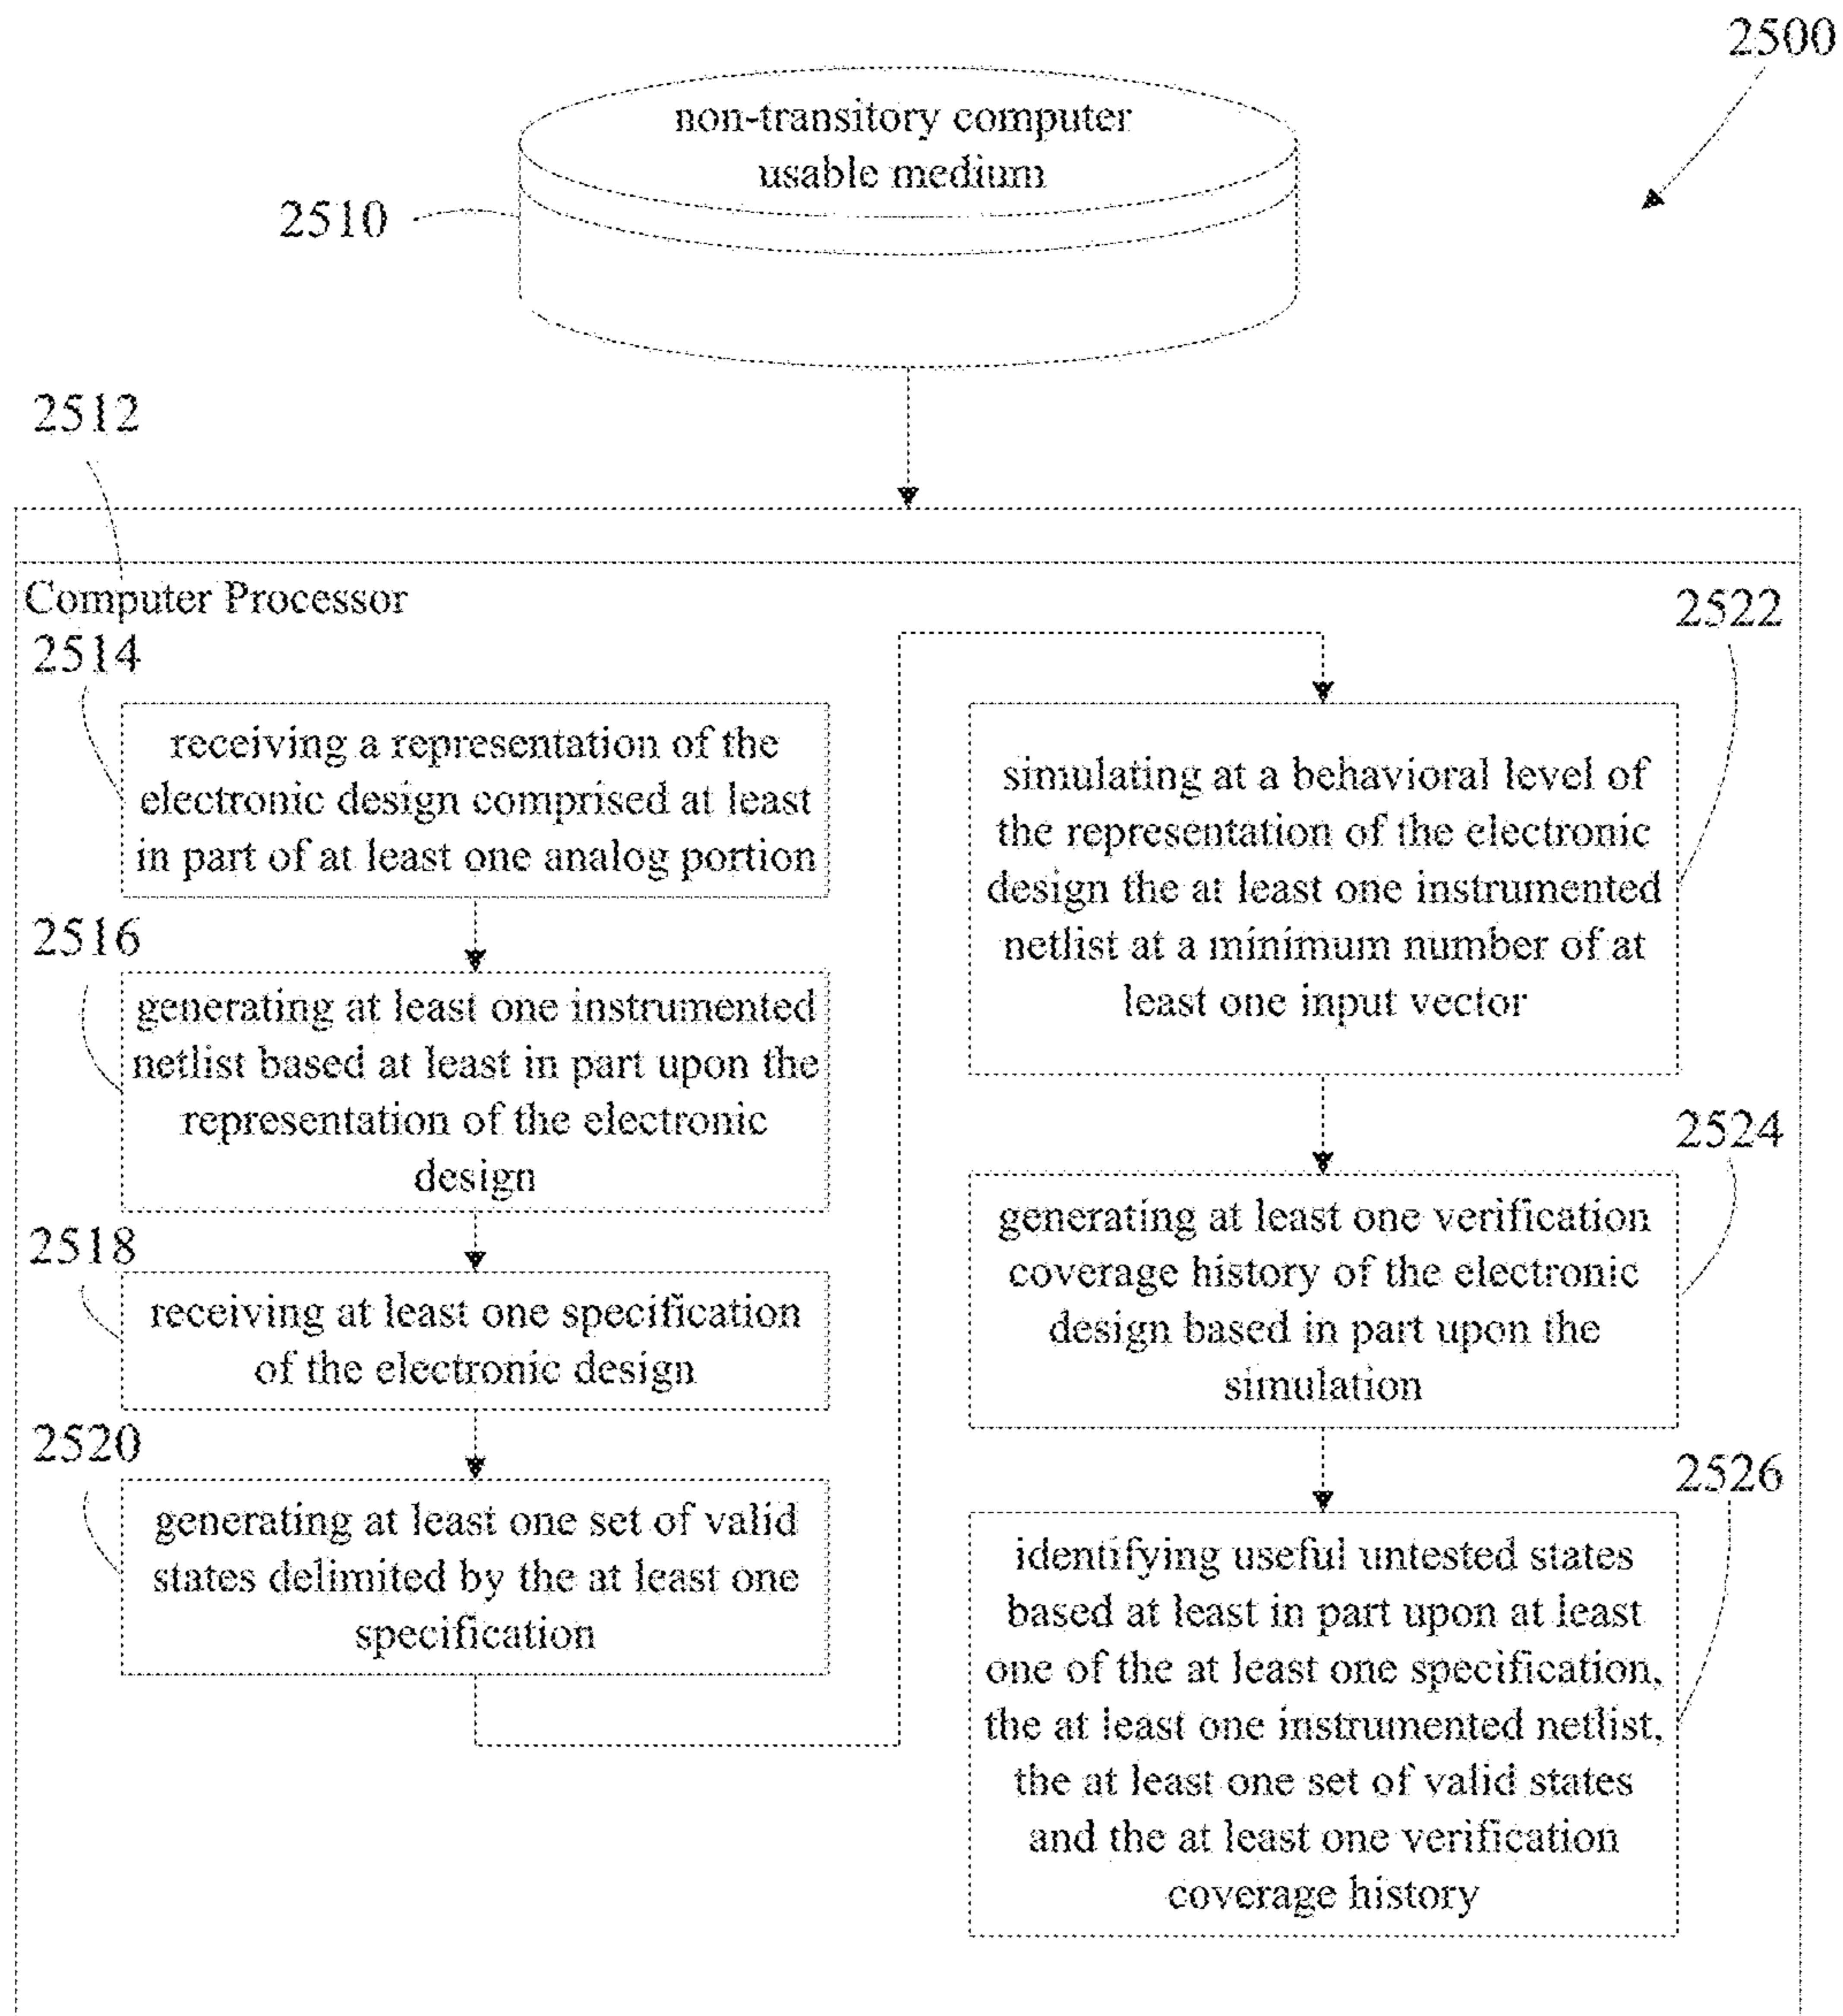 2500
non-transitory computer
usable medium
2510
2512
Computer Processor
2514
receiving a representation of the
electronic design comprised at least
in part of at least one analog portion
2516
generating at least one instrumented
netlist based at least in part upon the
representation of the electronic
design
2518
receiving at least one specification
of the electronic design
2520
generating at least one set of valid
states delimited by the at least one
specification
2522
simulating at a behavioral level of
the representation of the electronic
design the at least one instrumented
netlist at a minimum number of at
least one input vector
2524
generating at least one verification
coverage history of the electronic
design based in part upon the
simulation
2526
identifying useful untested states
based at least in part upon at least
one of the at least one specification,
the at least one instrumented netlist,
the at least one set of valid states
and the at least one verification
coverage history